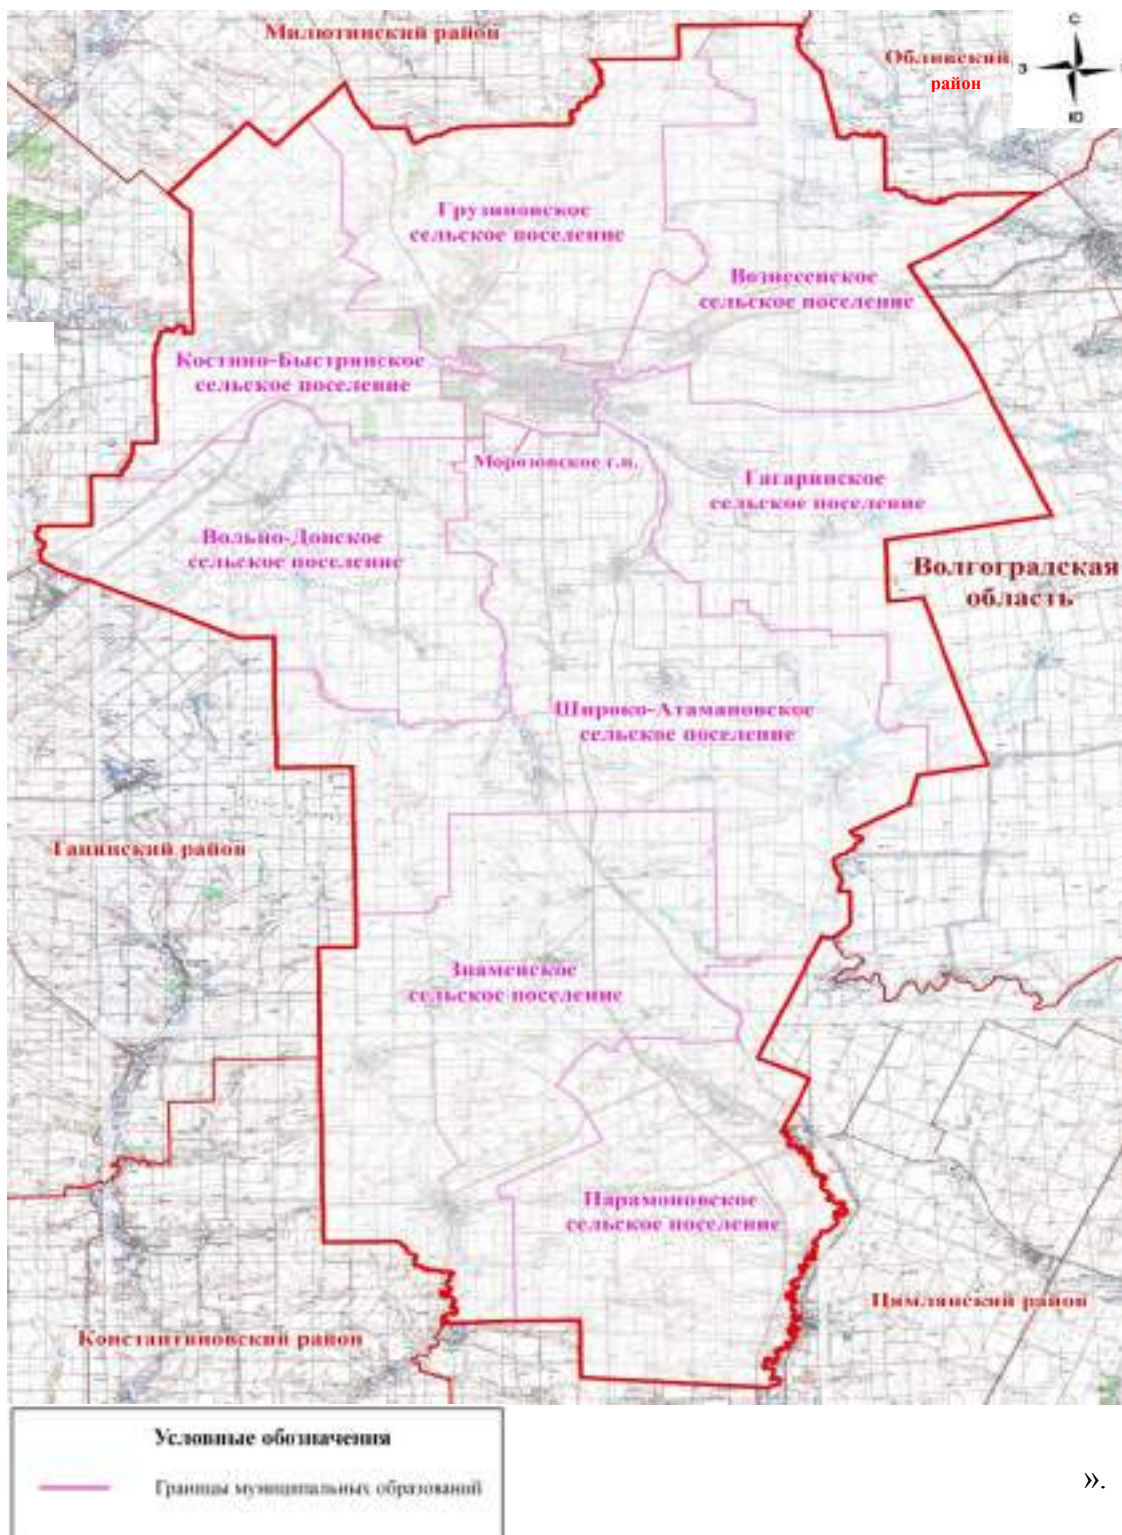 Милютинский район
С
Обливский
З
район
Ю
Грузиновское
сельское поселение
Вознесенское
сельское поселение
Костино-Быстринское
сельское поселение
Морозовское г.п.
Гагаринское
сельское поселение
Вольно-Донское
сельское поселение
Волгоградская
область
Широко-Атамановское
сельское поселение
Тацинский район
Знаменское
сельское поселение
Парамоновское
сельское поселение
Цимлянский район
Константиновский район
Условные обозначения
Границы муниципальных образований
».